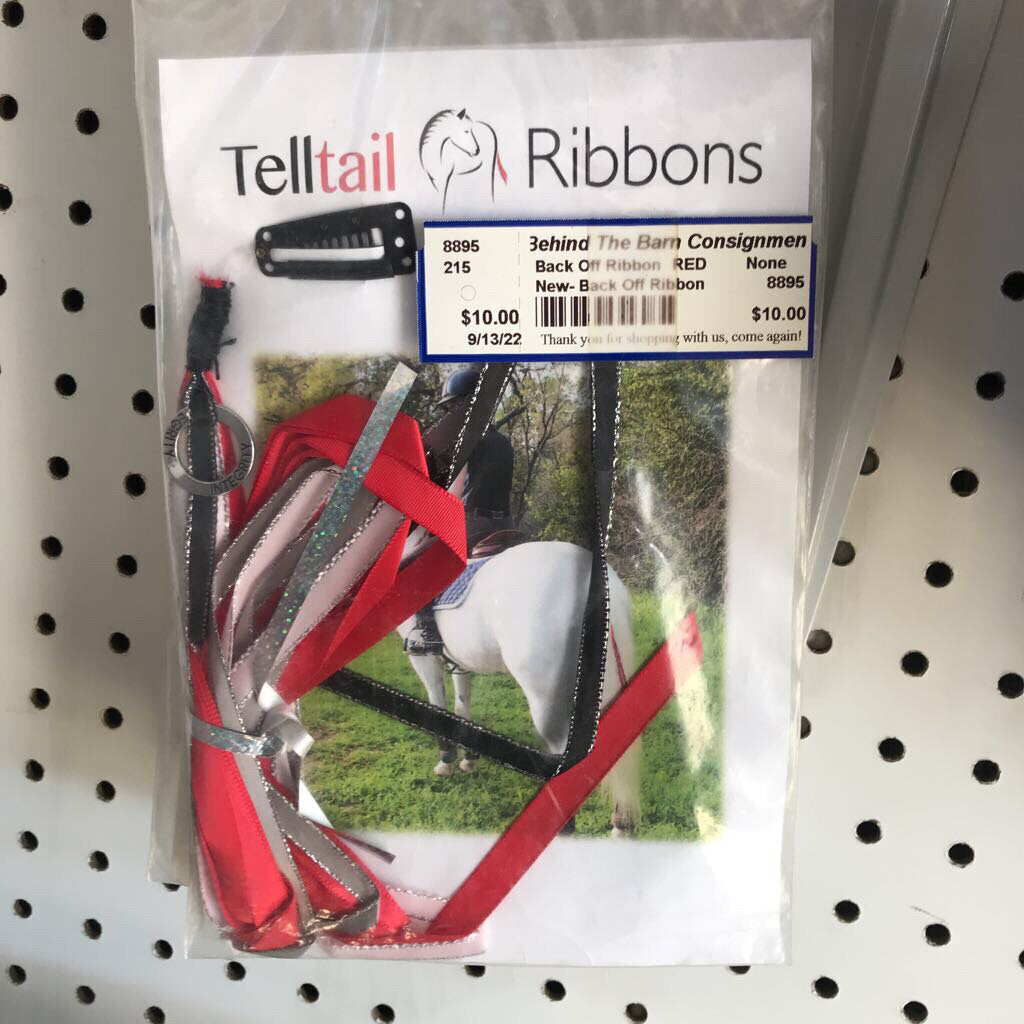 Telltail Ribbons
8895 Behind The Barn Consignmen
215 Back Off Ribbon RED None
New- Back Off Ribbon 8895
$10.00 $10.00
9/13/22 Thank you for shopping with us, come again!
INTEGRITY